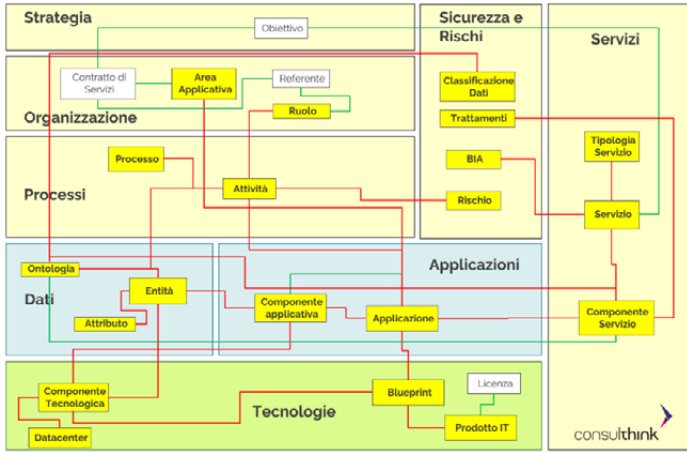 Strategia
Obiettivo
Sicurezza e
Rischi
Servizi
Contratto di
Servizi
Area
Applicativa
Referente
Ruolo
Organizzazione
Classificazione
Dati
Trattamenti
BIA
Rischio
Tipologia
Servizio
Servizio
Processo
Attività
Processi
Ontologia
Entità
Dati
Attributo
Applicazioni
Componente
applicativa
Applicazione
Componente
Servizio
Componente
Tecnologica
Datacenter
Tecnologie
Blueprint
Licenza
Prodotto IT
consulthink